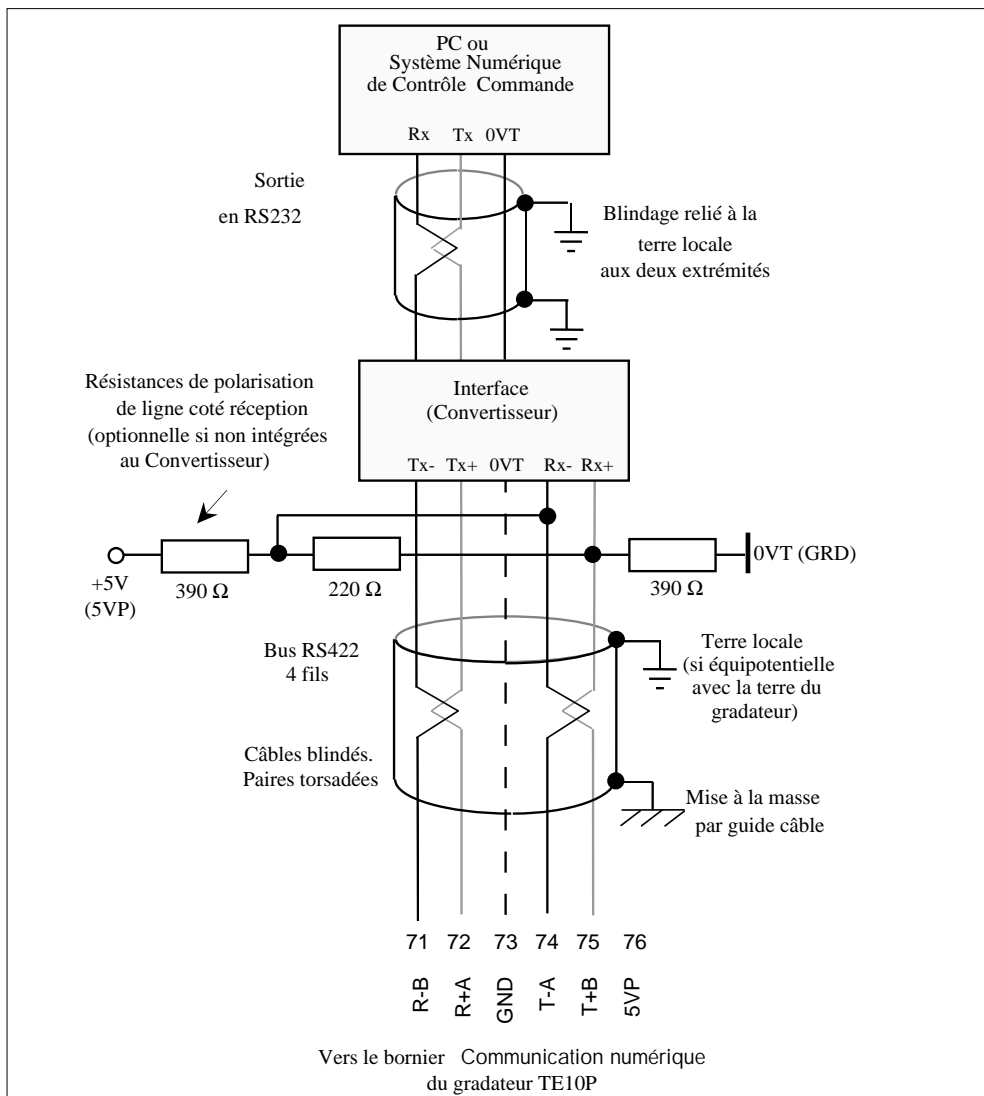 PC ou
Système Numérique
de Contrôle Commande
Rx Tx 0VT
Sortie
en RS232
Blindage relié à la
terre locale
aux deux extrémités
Résistances de polarisation
de ligne coté réception
(optionnelle si non intégrées
au Convertisseur)
Interface
(Convertisseur)
Tx- Tx+ 0VT Rx- Rx+
+5V
(5VP)
390 Ω
220 Ω
390 Ω
0VT (GRD)
Bus RS422
4 fils
Terre locale
(si équipotentielle
avec la terre du
gradateur)
Câbles blindés.
Paires torsadées
Mise à la masse
par guide câble
71 72 73 74 75 76
R-B R+A GND T-A T+B 5VP
Vers le bornier Communication numérique
du gradateur TE10P